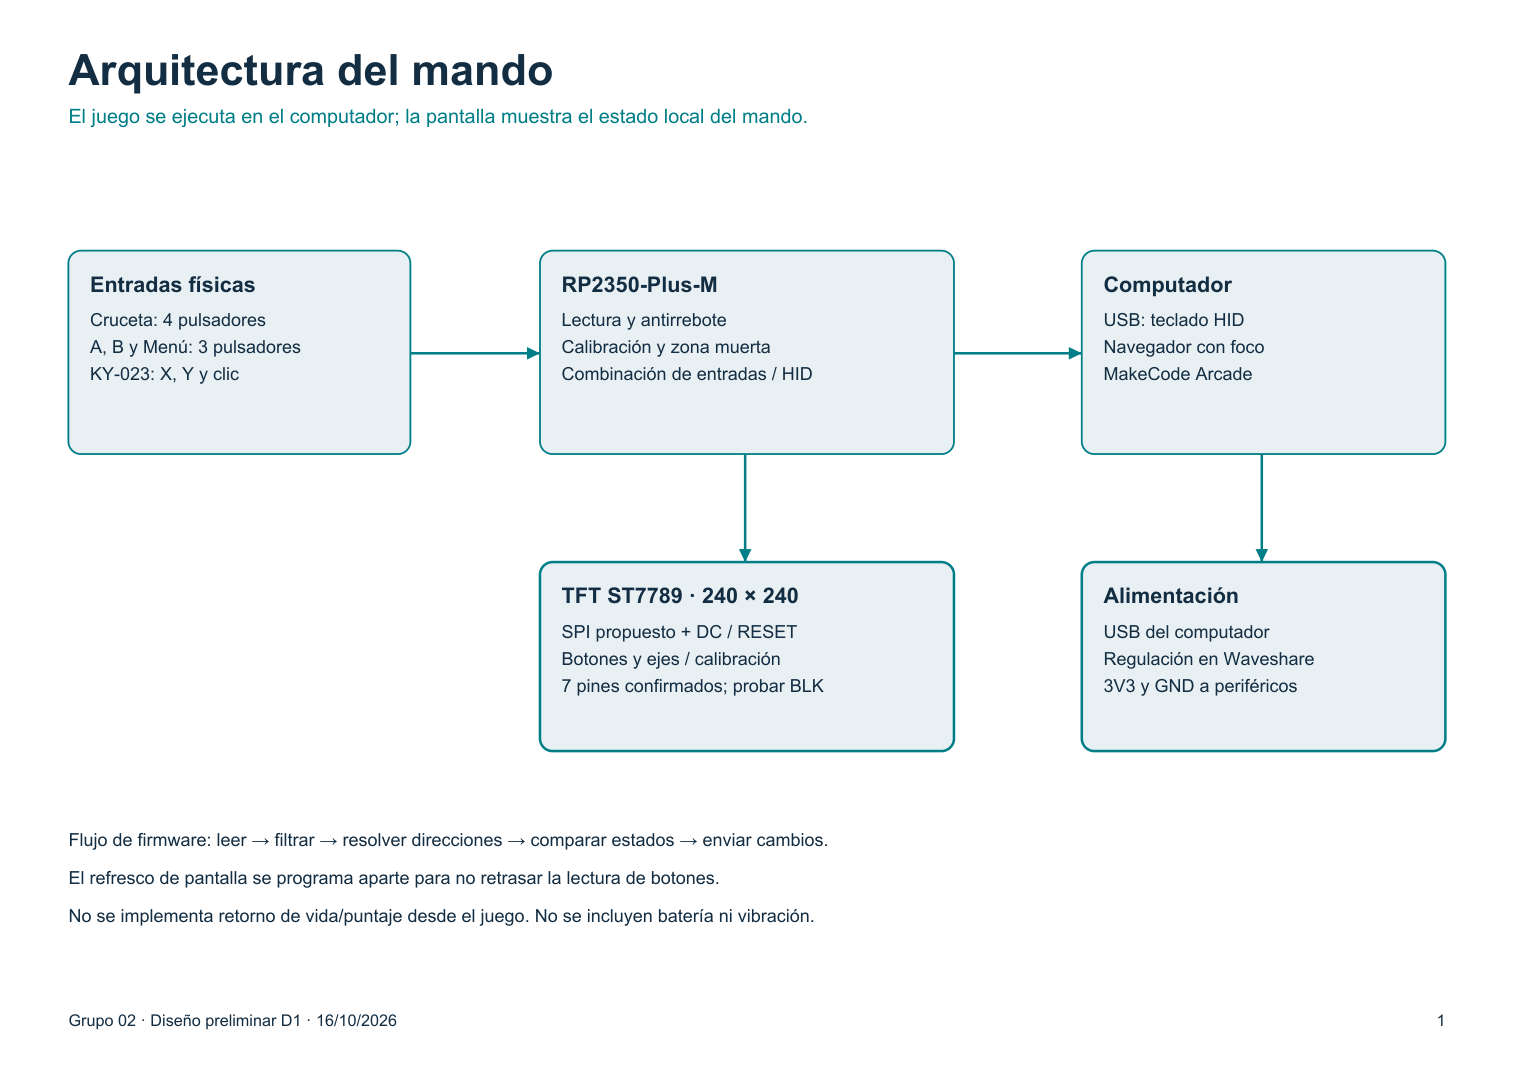 Arquitectura del mando
El juego se ejecuta en el computador; la pantalla muestra el estado local del mando.
Entradas físicas
Cruceta: 4 pulsadores
A, B y Menú: 3 pulsadores
KY-023: X, Y y clic
RP2350-Plus-M
Lectura y antirrebote
Calibración y zona muerta
Combinación de entradas / HID
Computador
USB: teclado HID
Navegador con foco
MakeCode Arcade
TFT ST7789 · 240 × 240
SPI propuesto + DC / RESET
Botones y ejes / calibración
7 pines confirmados; probar BLK
Alimentación
USB del computador
Regulación en Waveshare
3V3 y GND a periféricos
Flujo de firmware: leer → filtrar → resolver direcciones → comparar estados → enviar cambios.
El refresco de pantalla se programa aparte para no retrasar la lectura de botones.
No se implementa retorno de vida/puntaje desde el juego. No se incluyen batería ni vibración.
Grupo 02 · Diseño preliminar D1 · 16/10/2026
1